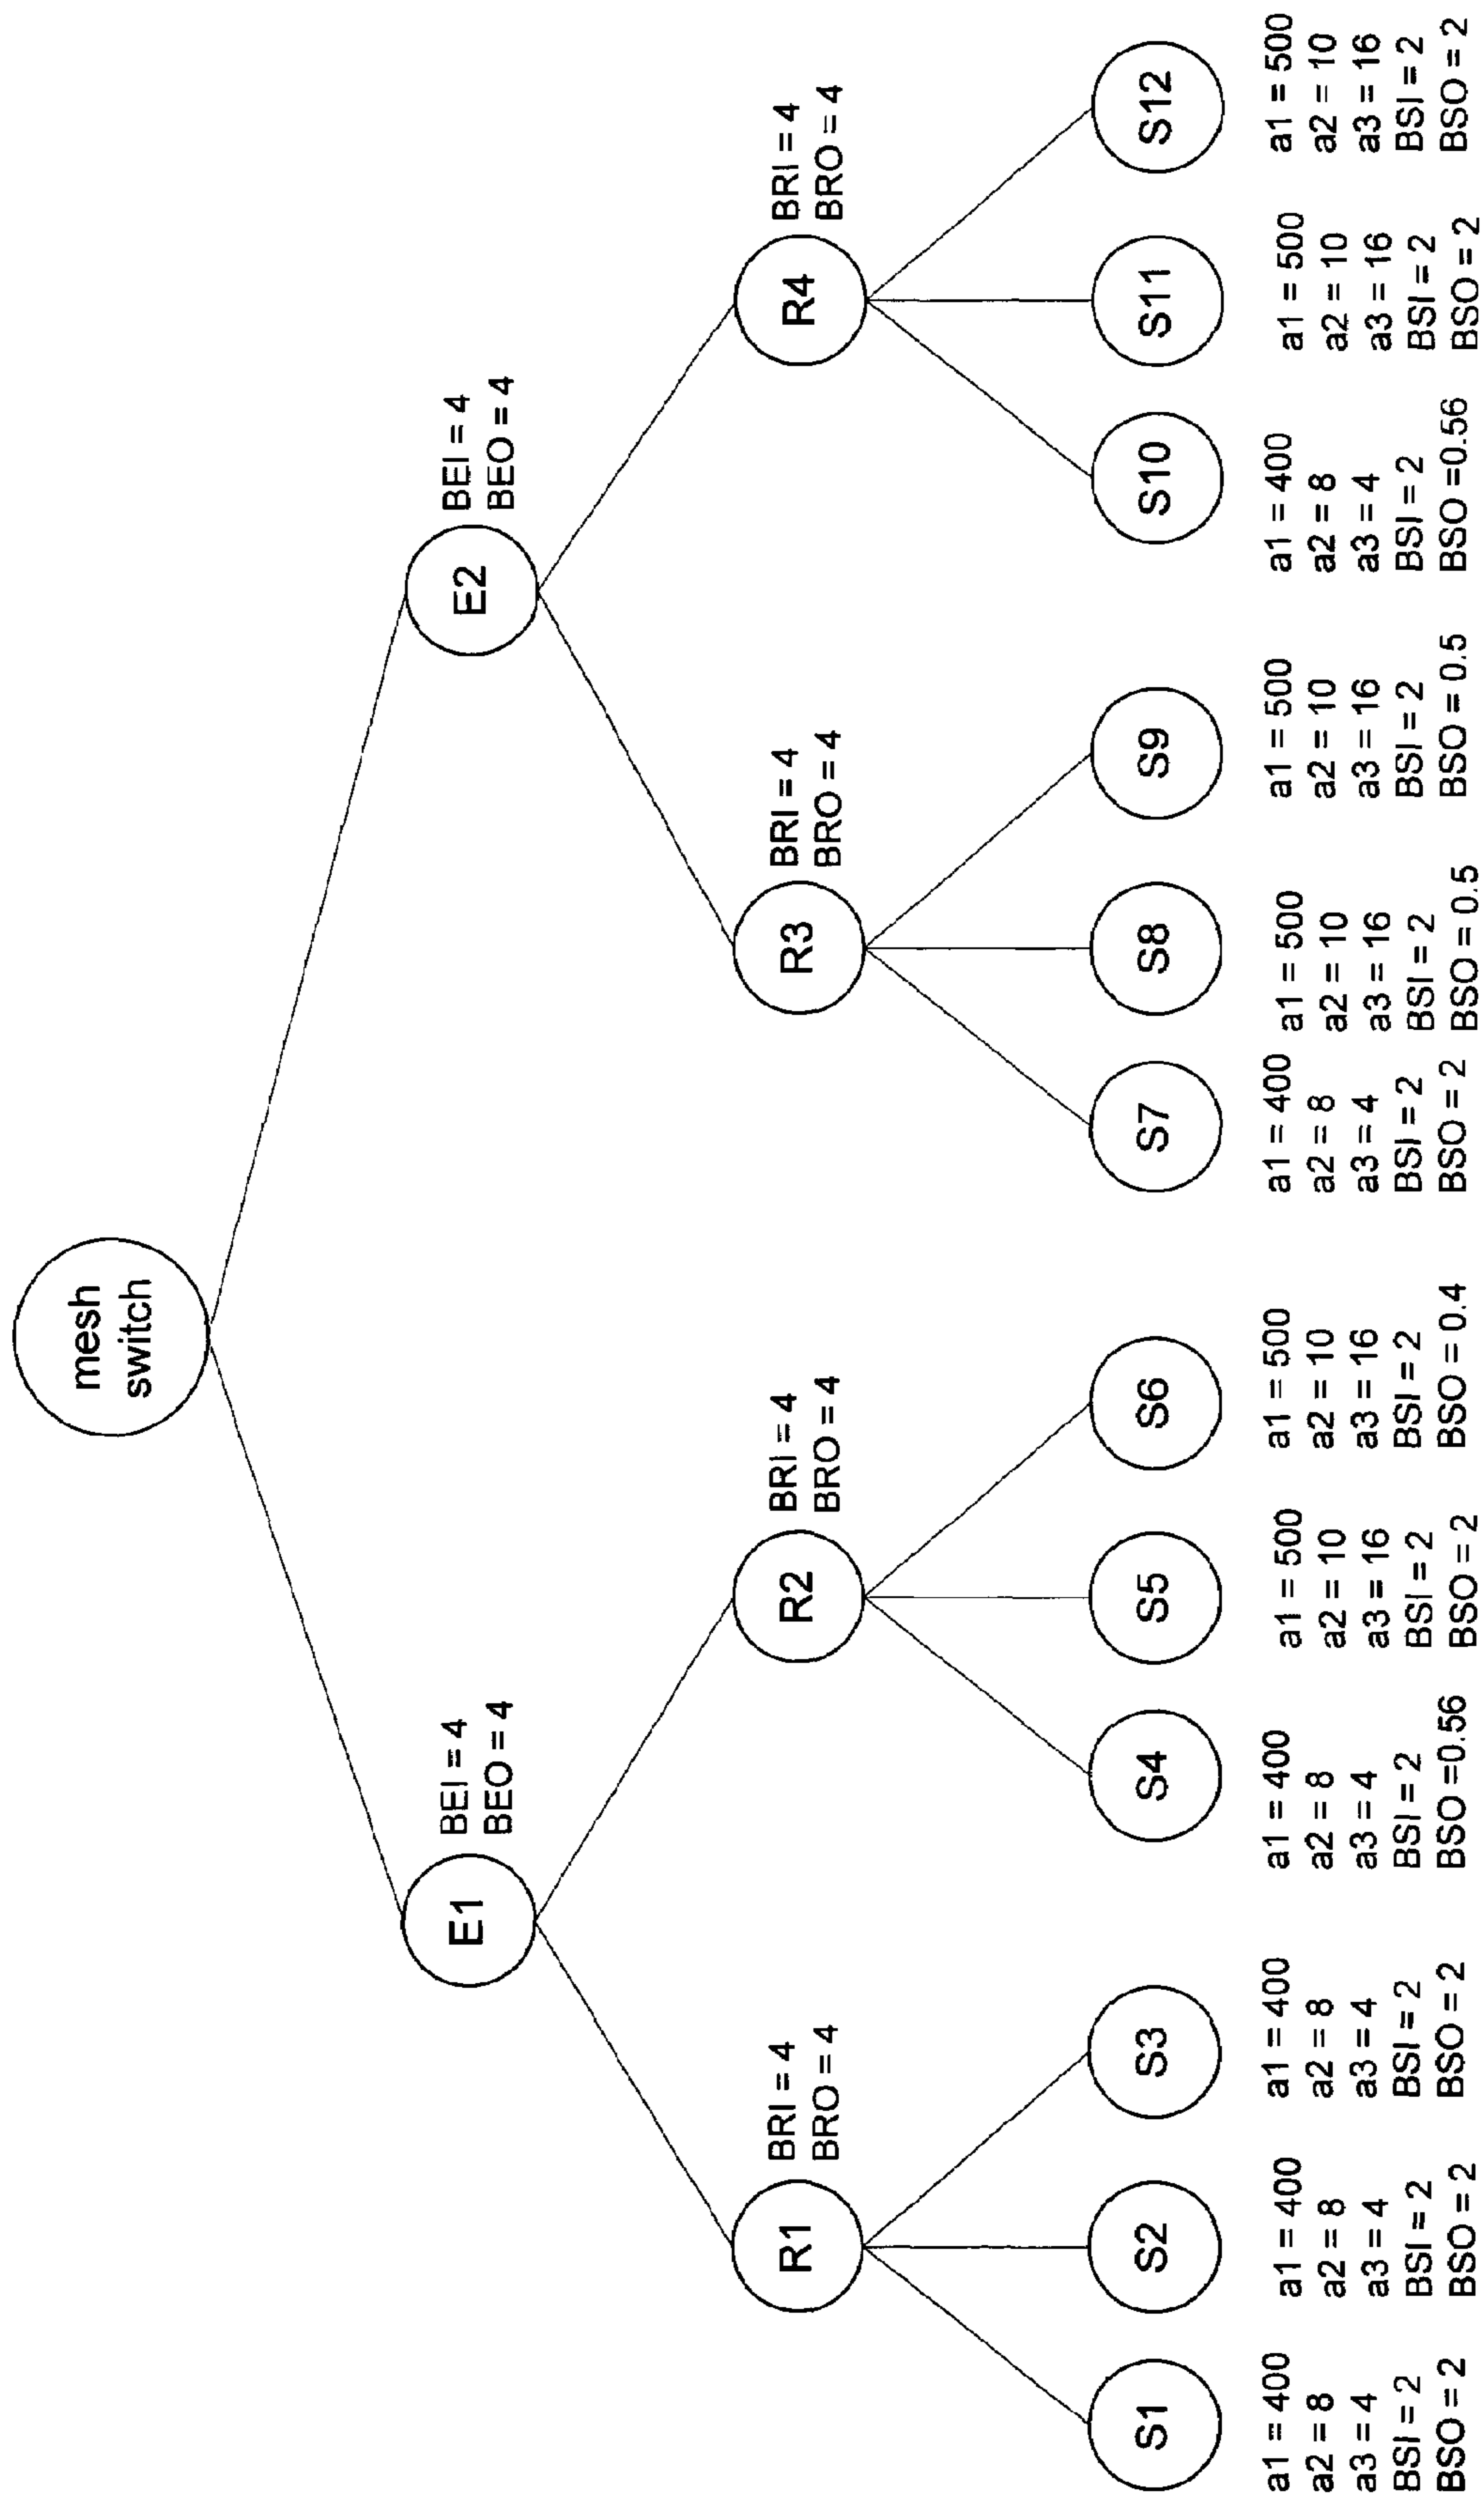 mesh
switch
E1
BEI = 4
BEO = 4
E2
BEI = 4
BEO = 4
R1
BRI = 4
BRO = 4
R2
BRI = 4
BRO = 4
R3
BRI = 4
BRO = 4
R4
BRI = 4
BRO = 4
S1
S2
S3
S4
S5
S6
S7
S8
S9
S10
S11
S12
a1 = 400
a2 = 8
a3 = 4
BSI = 2
BSO = 2
a1 = 400
a2 = 8
a3 = 4
BSI = 2
BSO = 2
a1 = 400
a2 = 8
a3 = 4
BSI = 2
BSO = 2
a1 = 400
a2 = 8
a3 = 4
BSI = 2
BSO =0.56
a1 = 500
a2 = 10
a3 = 16
BSI = 2
BSO = 2
a1 = 500
a2 = 10
a3 = 16
BSI = 2
BSO = 0.4
a1 = 400
a2 = 8
a3 = 4
BSI = 2
BSO = 2
a1 = 500
a2 = 10
a3 = 16
BSI = 2
BSO = 0.5
a1 = 500
a2 = 10
a3 = 16
BSI = 2
BSO = 0.5
a1 = 400
a2 = 8
a3 = 4
BSI = 2
BSO =0.56
a1 = 500
a2 = 10
a3 = 16
BSI = 2
BSO = 2
a1 = 500
a2 = 10
a3 = 16
BSI = 2
BSO = 2